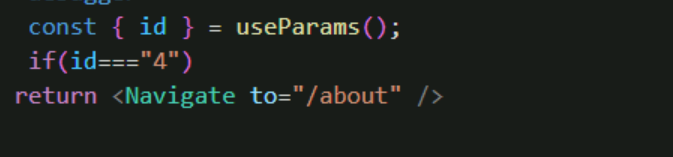 const { id } = useParams();
if(id==="4")
return <Navigate to="/about" />